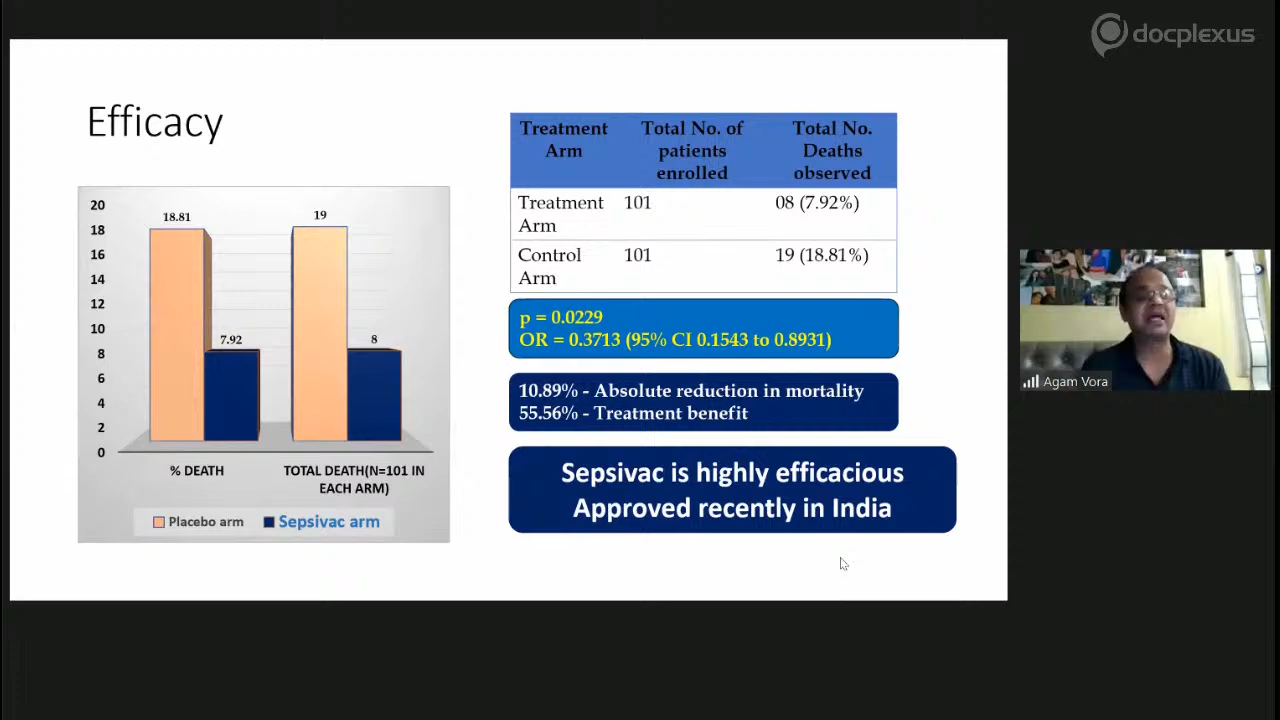 docplexus
Efficacy
20
18
16
14
12
10
8
6
4
2
0
18.81
7.92
19
8
% DEATH
TOTAL DEATH(N=101 IN
EACH ARM)
Placebo arm
Sepsivac arm
Treatment Arm Total No. of patients enrolled Total No. Deaths observed
Treatment Arm 101 08 (7.92%)
Control Arm 101 19 (18.81%)
p = 0.0229
OR = 0.3713 (95% CI 0.1543 to 0.8931)
10.89% - Absolute reduction in mortality
55.56% - Treatment benefit
Sepsivac is highly efficacious
Approved recently in India
Agam Vora